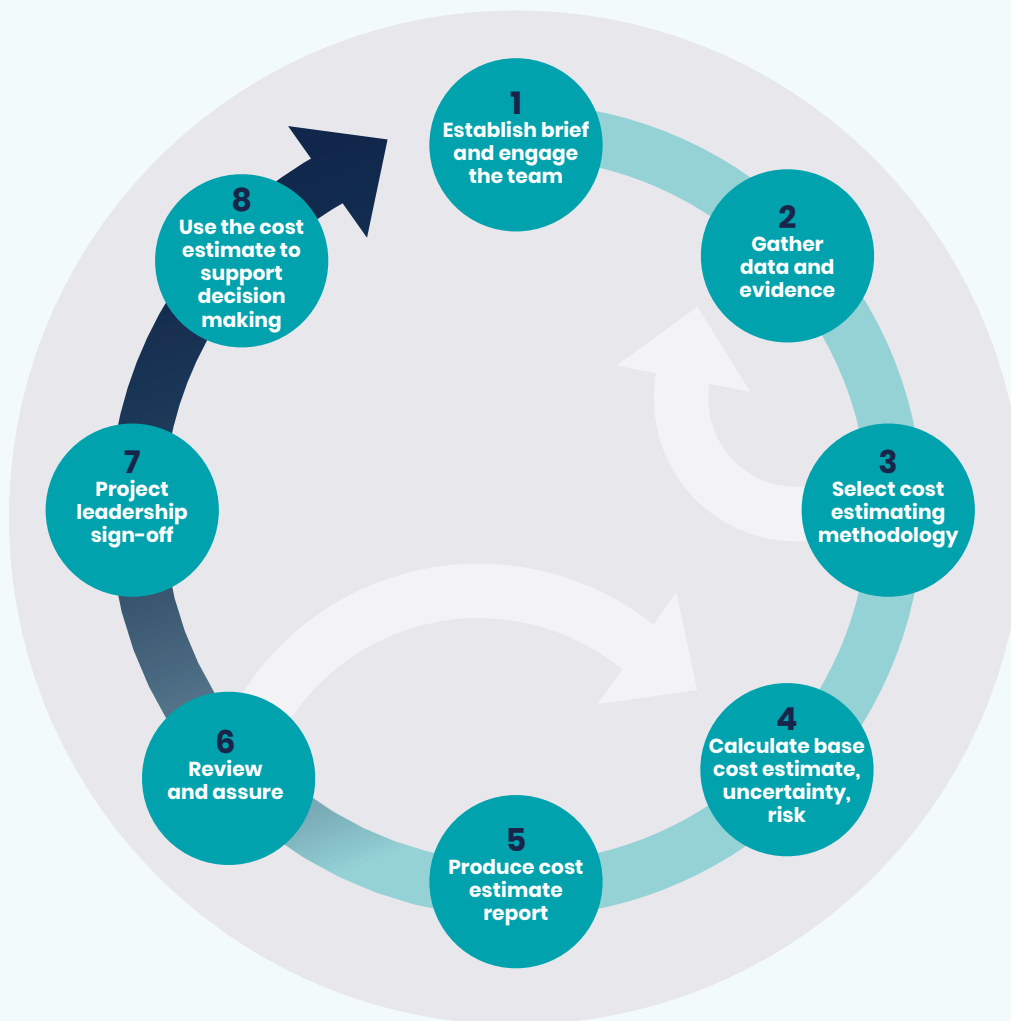 1
Establish brief
and engage
the team
2
Gather
data and
evidence
3
Select cost
estimating
methodology
4
Calculate base
cost estimate,
uncertainty,
risk
5
Produce cost
estimate
report
6
Review
and assure
7
Project
leadership
sign-off
8
Use the cost
estimate to
support
decision
making